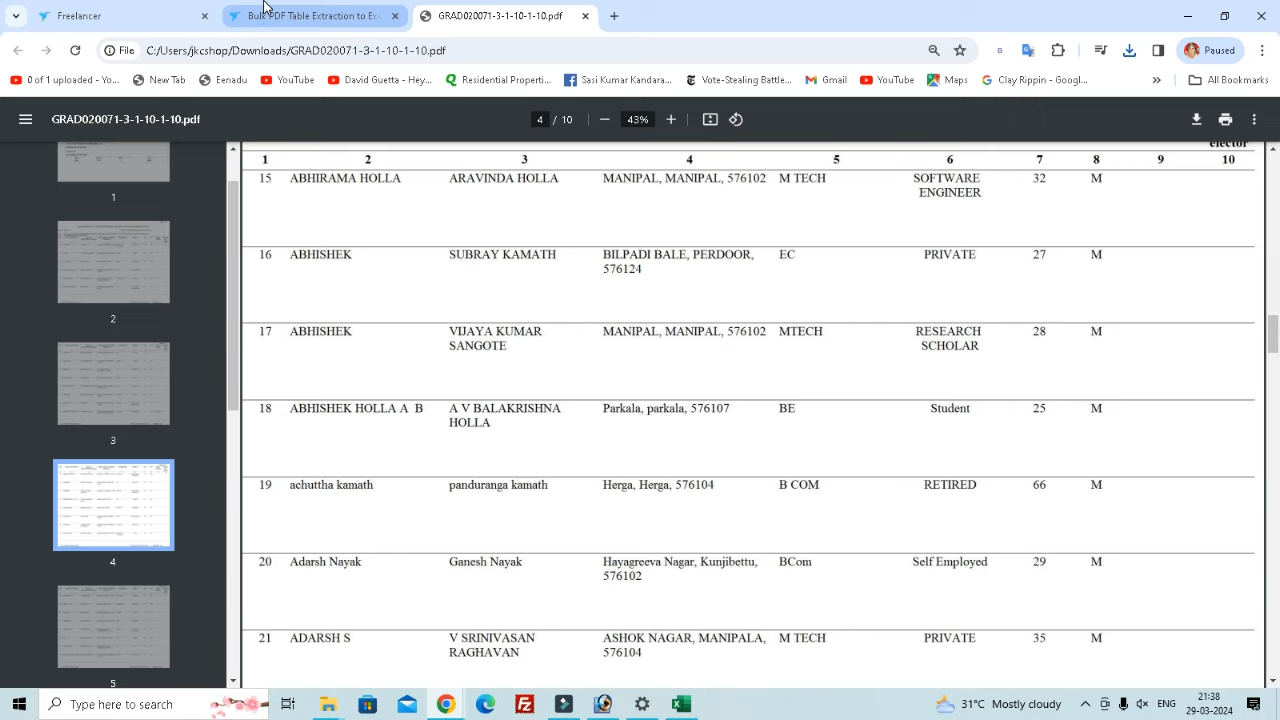 Freelance
Bulk PDF Data Extraction to E
GRAD020071-3-1-10-1-10.pdf
File C:/Users/jkcshop/Downloads/GRAD020071-3-1-10-1-10.pdf
Paused
0 of 1 uploaded - Yo...
New Tab
Eenadu
YouTube
David Guetta - Hey...
Residential Properti...
Sasi Kumar Kandara...
Vote-Stealing Battle...
Gmail
YouTube
Maps
Clay Rippin - Googl...
All Bookmarks
GRAD020071-3-1-10-1-10.pdf
4 / 10
43%
1
2
3
4
5
elector
1 2 3 4 5 6 7 8 9 10
15 ABHIRAMA HOLLA ARAVINDA HOLLA MANIPAL, MANIPAL, 576102 M TECH SOFTWARE 32 M
ENGINEER
16 ABHISHEK SUBRAY KAMATH BILPADI BALE, PERDOOR, EC PRIVATE 27 M
576124
17 ABHISHEK VIJAYA KUMAR MANIPAL, MANIPAL, 576102 MTECH RESEARCH 28 M
SANGOTE SCHOLAR
18 ABHISHEK HOLLA A B A V BALAKRISHNA Parkala, parkala, 576107 BE Student 25 M
HOLLA
19 achuttha kamath panduranga kamath Herga, Herga, 576104 B COM RETIRED 66 M
20 Adarsh Nayak Ganesh Nayak Hayagreeva Nagar, Kunjibettu, BCom Self Employed 29 M
576102
21 ADARSH S V SRINIVASAN ASHOK NAGAR, MANIPALA, M TECH PRIVATE 35 M
RAGHAVAN 576104
Type here to search
31°C Mostly cloudy
ENG
21:38
29-03-2024